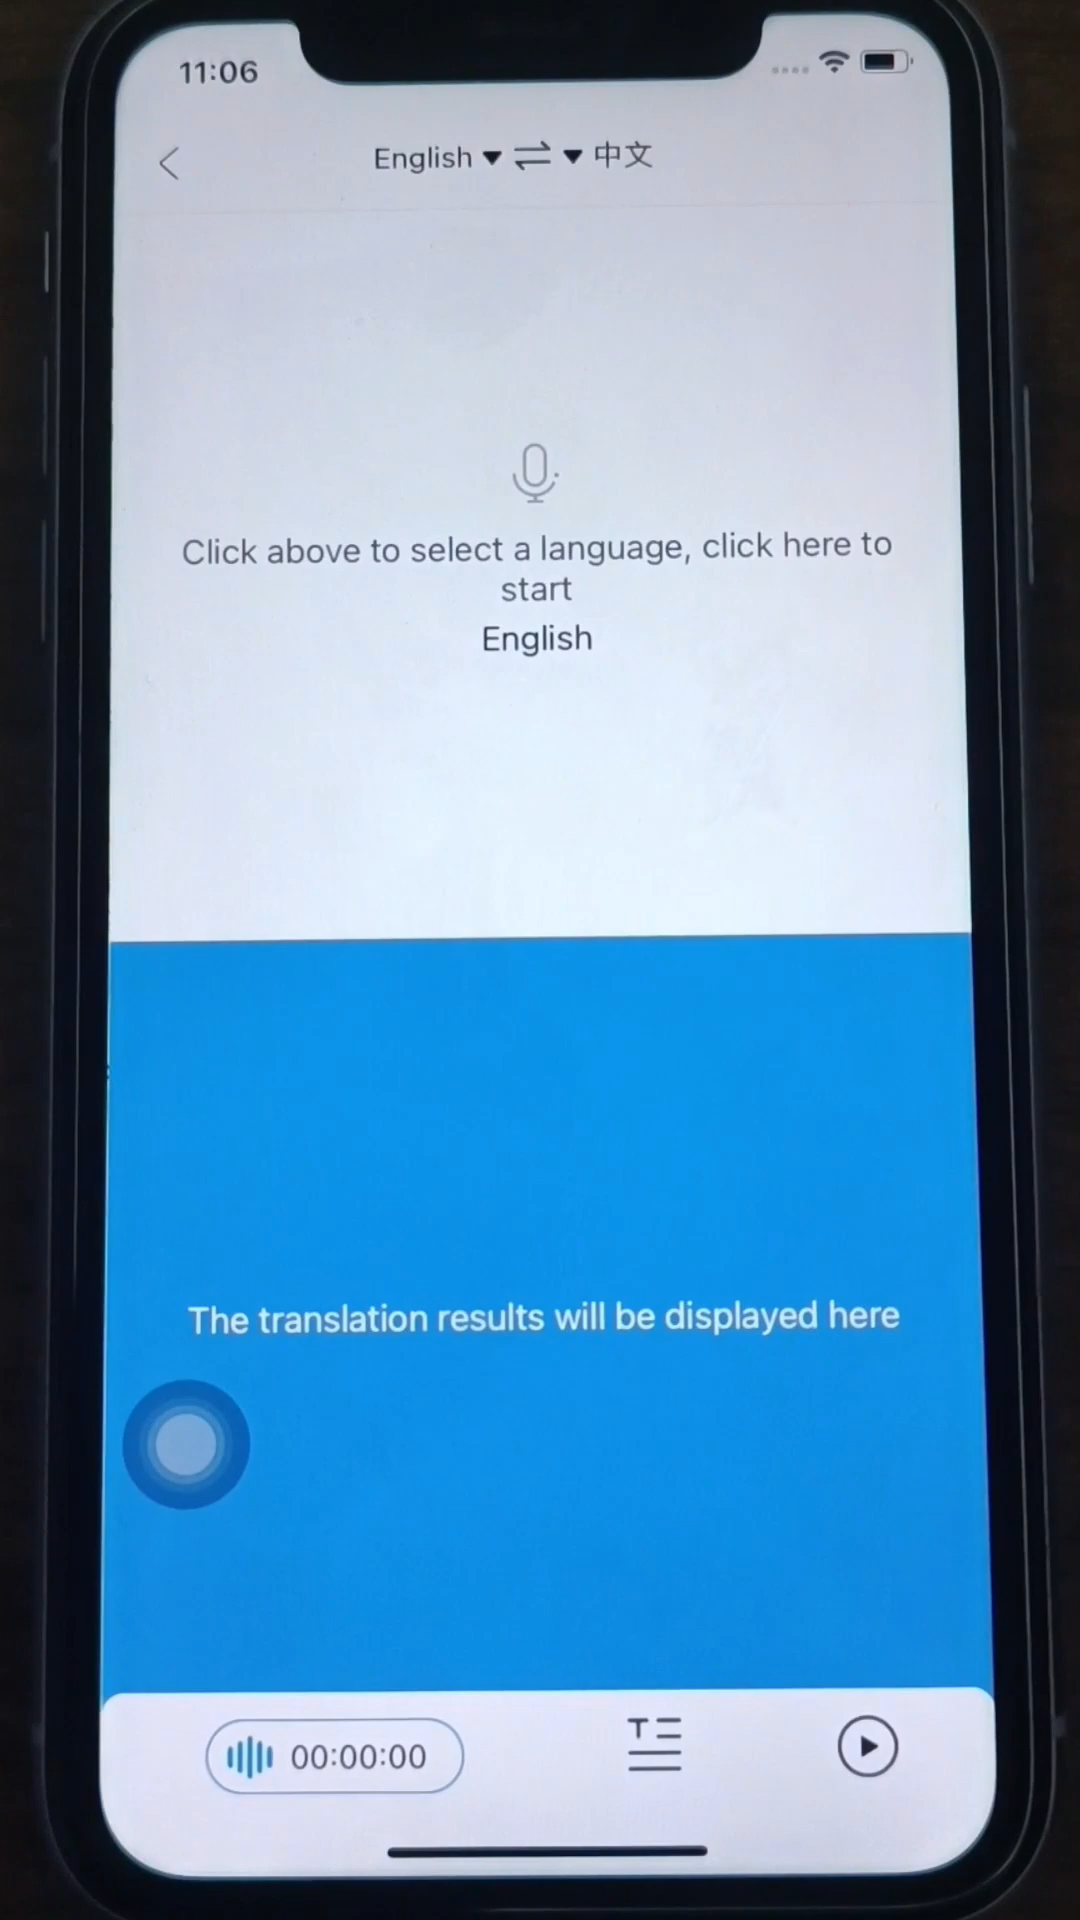 11:06
English 中文
Click above to select a language, click here to
start
English
The translation results will be displayed here
00:00:00
T